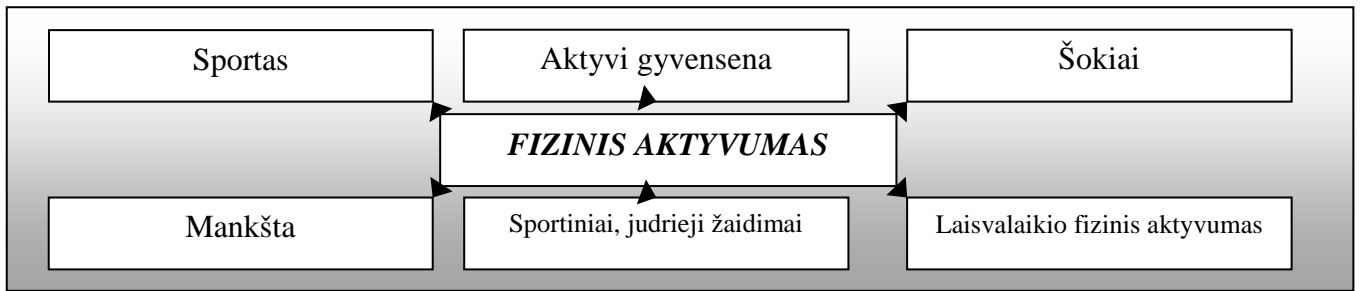 Sportas
Aktyvi gyvensena
Šokiai
FIZINIS AKTYVUMAS
Mankšta
Sportiniai, judrieji žaidimai
Laisvalaikio fizinis aktyvumas